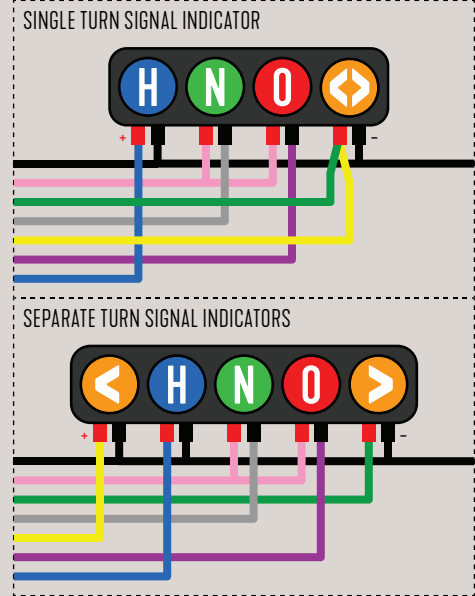 SINGLE TURN SIGNAL INDICATOR
H N O <>
+ −
SEPARATE TURN SIGNAL INDICATORS
< H N O >
+ −